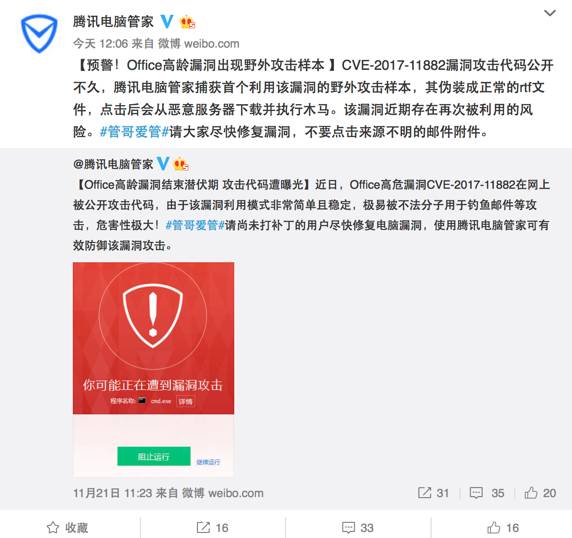 腾讯电脑管家
今天 12:06 来自 微博 weibo.com
【预警！Office高龄漏洞出现野外攻击样本 】CVE-2017-11882漏洞攻击代码公开
不久，腾讯电脑管家捕获首个利用该漏洞的野外攻击样本，其伪装成正常的rtf文
件，点击后会从恶意服务器下载并执行木马。该漏洞近期存在再次被利用的风
险。#管哥爱管#请大家尽快修复漏洞，不要点击来源不明的邮件附件。
@腾讯电脑管家
【Office高龄漏洞结束潜伏期 攻击代码遭曝光】近日，Office高危漏洞CVE-2017-11882在网上
被公开攻击代码，由于该漏洞利用模式非常简单且稳定，极易被不法分子用于钓鱼邮件等攻
击，危害性极大！#管哥爱管#请尚未打补丁的用户尽快修复电脑漏洞，使用腾讯电脑管家可有
效防御该漏洞攻击。
你可能正在遭到漏洞攻击
程序名称: cmd.exe 详情
阻止运行
继续运行
11月21日 11:23 来自 微博 weibo.com
31 35 20
收藏 16 33 16